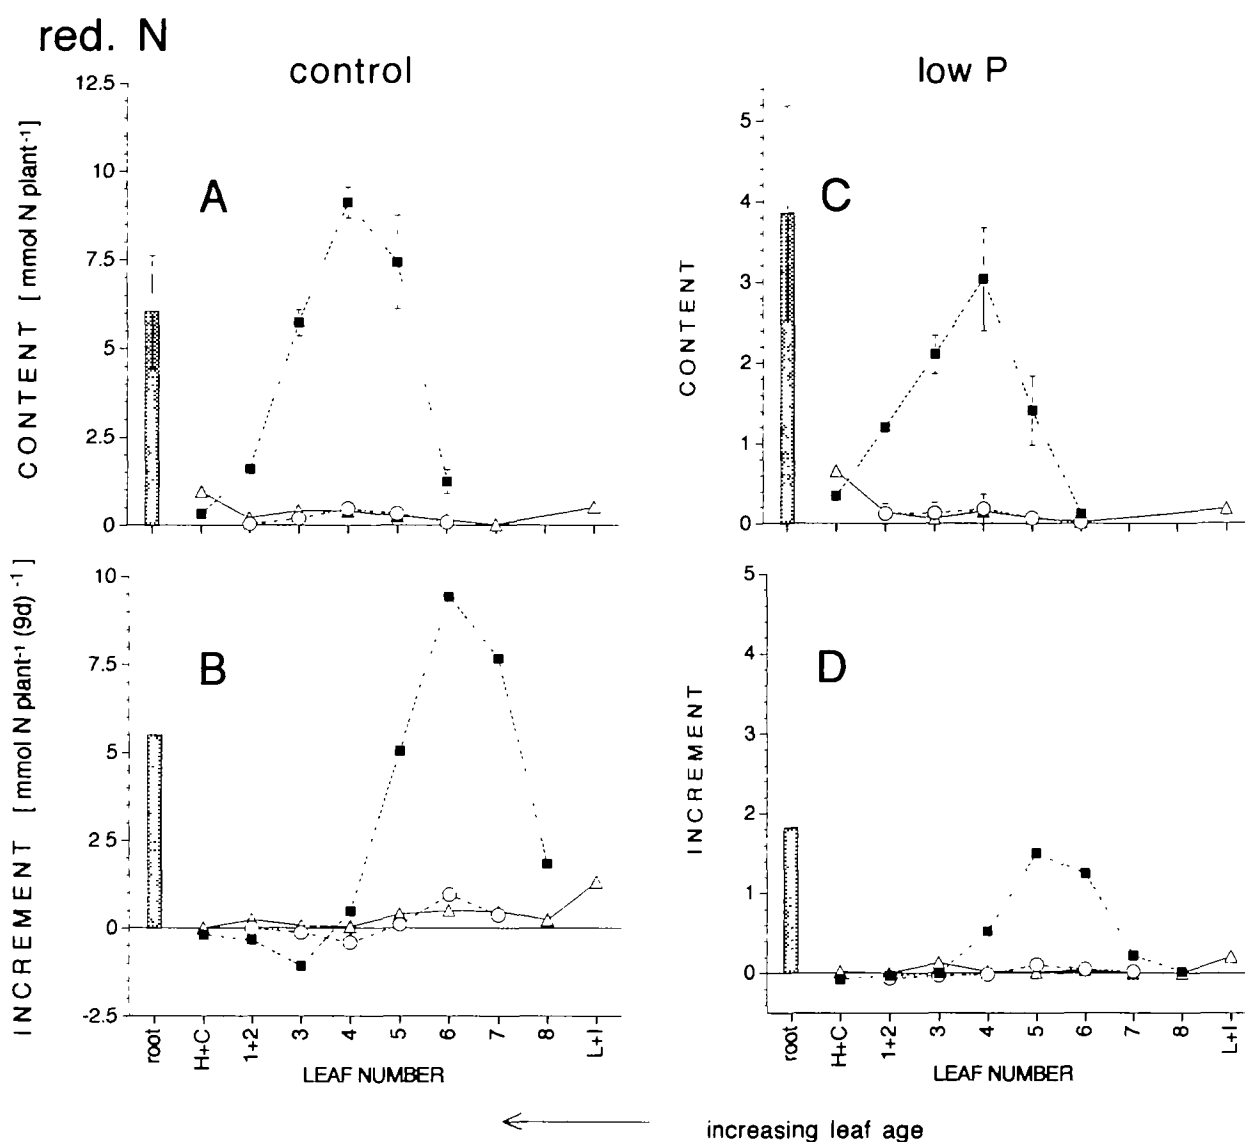 red. N
control
low P
CONTENT [mmol N plant⁻¹]
12.5
10
7.5
5
2.5
0
A
CONTENT
5
4
3
2
1
0
C
INCREMENT [mmol N plant⁻¹ (9d) ⁻¹]
10
7.5
5
2 5
0
-2.5
B
root
H+C
1+2
3
4
5
6
7
8
L+I
LEAF NUMBER
INCREMENT
5
4
3
2
1
0
D
root
H+C
1+2
3
4
5
6
7
8
L+I
LEAF NUMBER
increasing leaf age